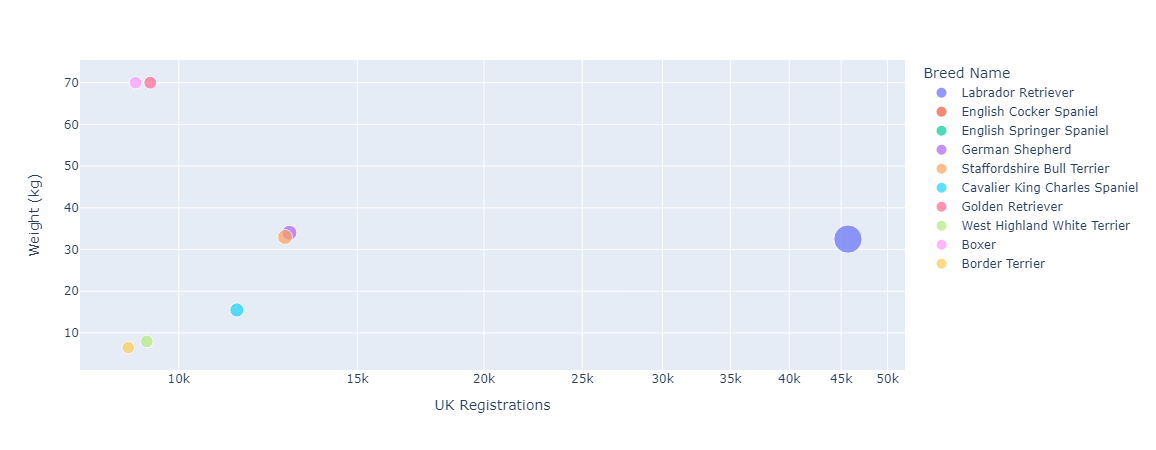 70
60
50
40
30
20
10
Weight (kg)
10k 15k 20k 25k 30k 35k 40k 45k 50k
UK Registrations
Breed Name
Labrador Retriever
English Cocker Spaniel
English Springer Spaniel
German Shepherd
Staffordshire Bull Terrier
Cavalier King Charles Spaniel
Golden Retriever
West Highland White Terrier
Boxer
Border Terrier